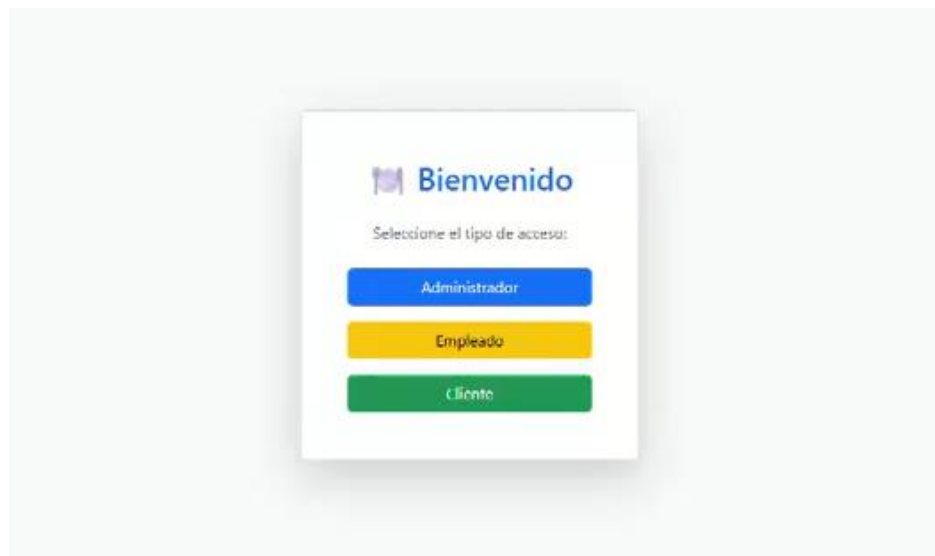 Bienvenido
Seleccione el tipo de acceso:
Administrador
Empleado
Cliente